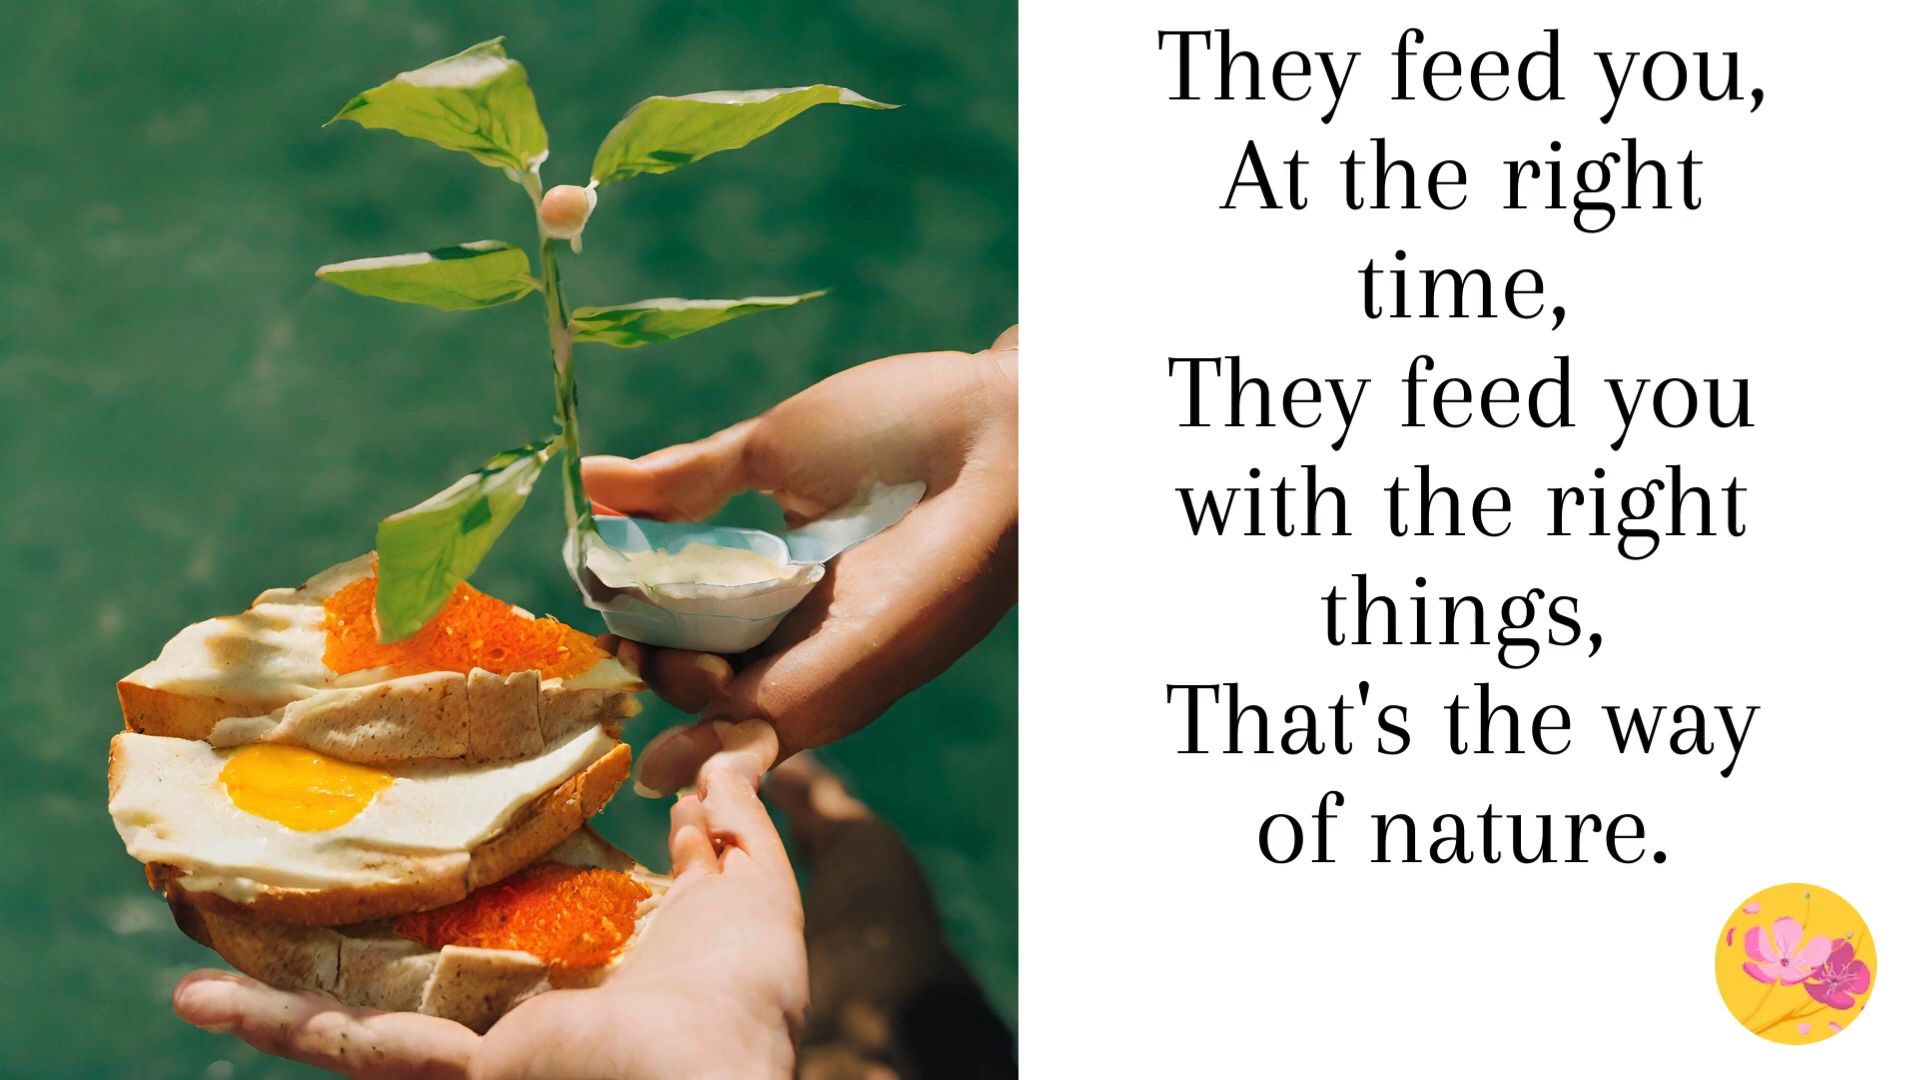 They feed you,
At the right
time,
They feed you
with the right
things,
That's the way
of nature.